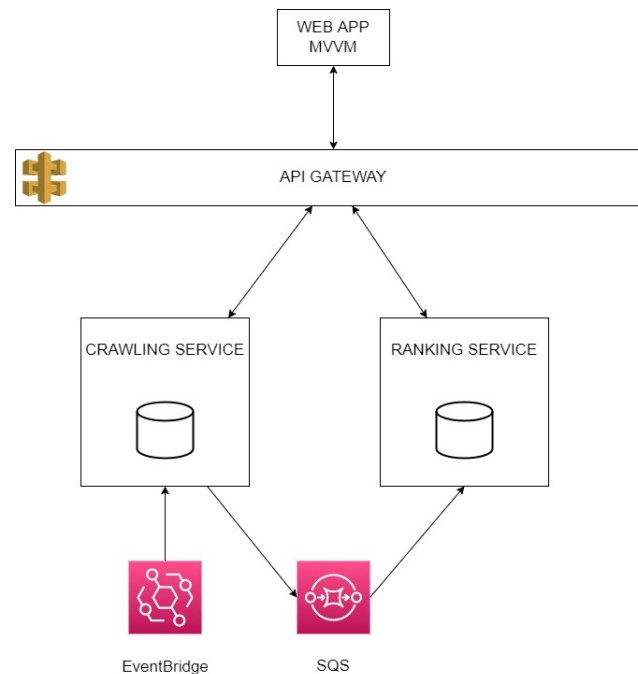 WEB APP
MVVM
API GATEWAY
CRAWLING SERVICE
RANKING SERVICE
EventBridge
SQS